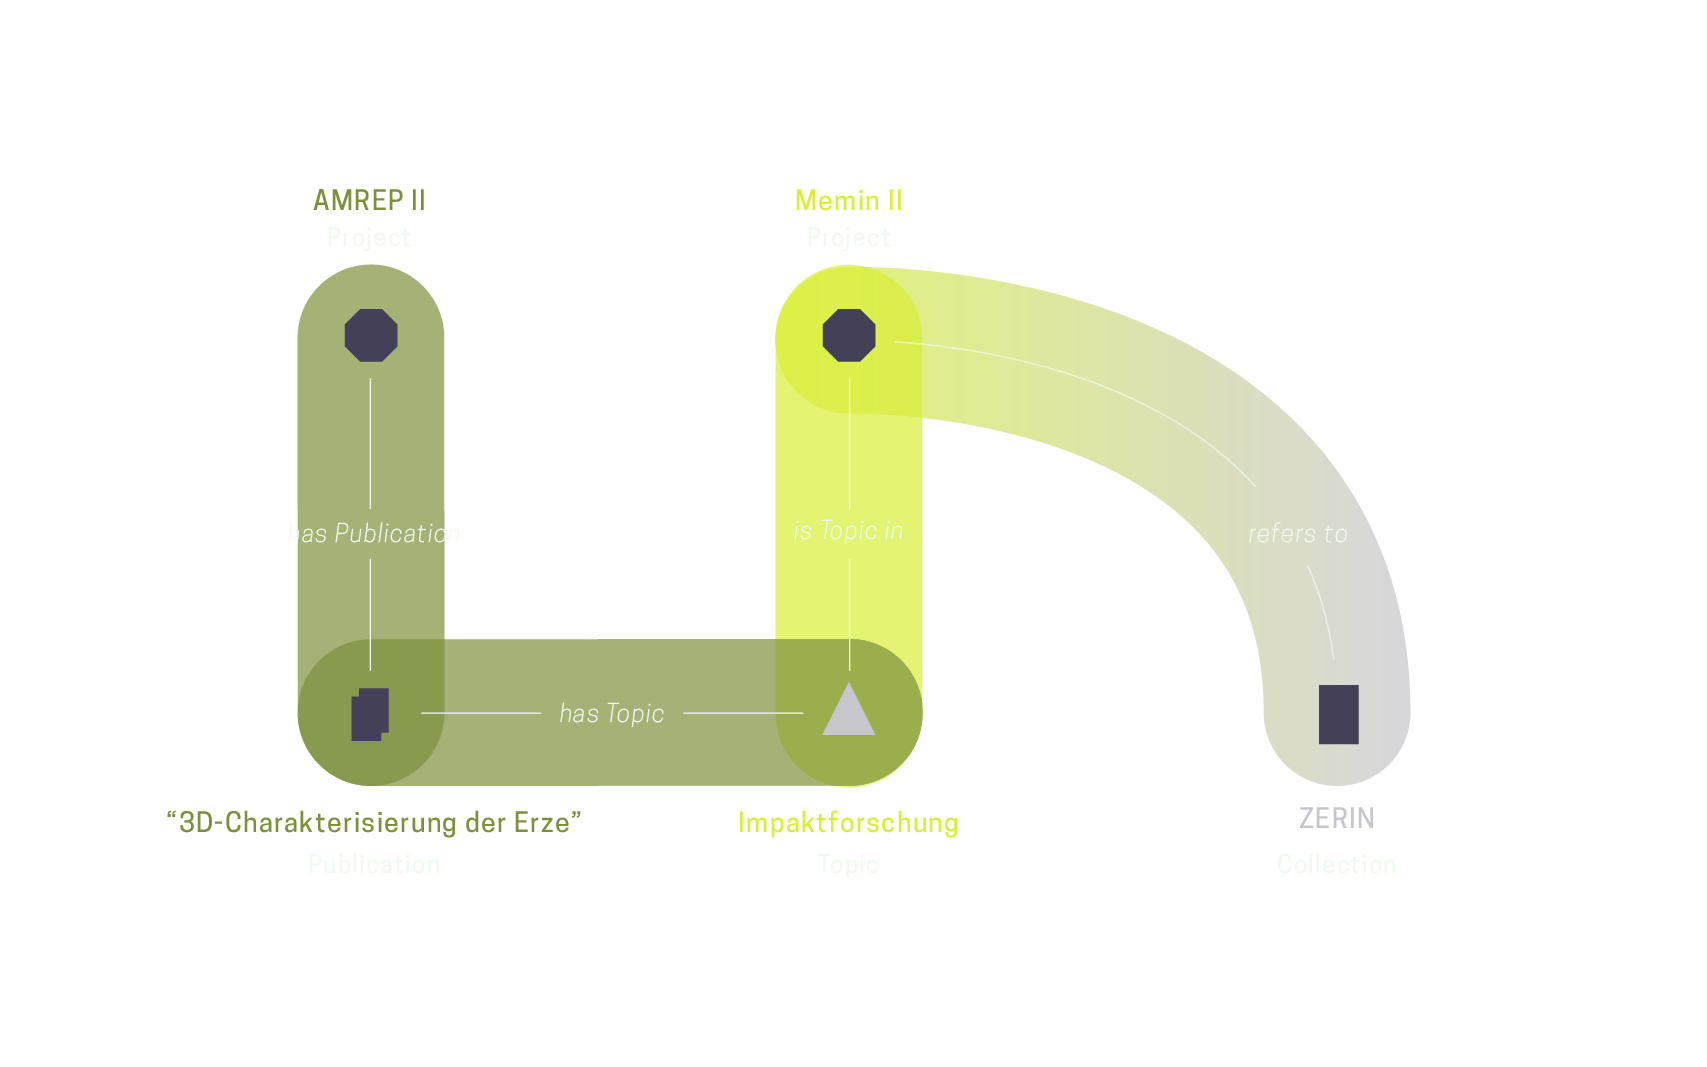 AMREP II
Project
Memin II
Project
has Publication
is Topic in
refers to
has Topic
“3D-Charakterisierung der Erze”
Publication
Impaktforschung
Topic
ZERIN
Collection